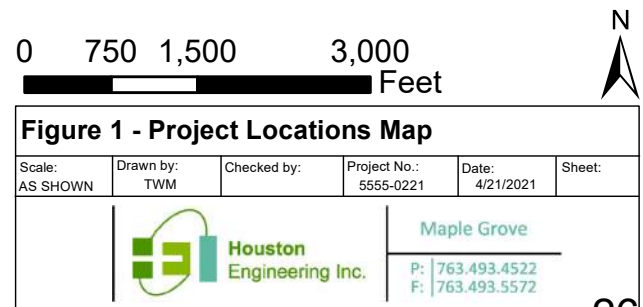 N
0 750 1,500 3,000
Feet
Figure 1 - Project Locations Map
Scale: Drawn by: Checked by: Project No.: Date: Sheet:
AS SHOWN TWM 5555-0221 4/21/2021
Houston
Engineering Inc.
Maple Grove
P: 763.493.4522
F: 763.493.5572